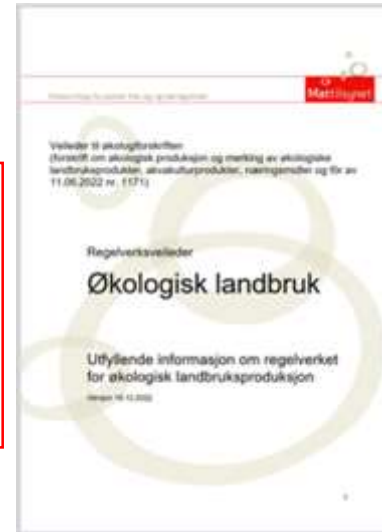 Mattilsynet
Veileder til økologiforskriften
(forskrift om økologisk produksjon og merking av økologiske
landbruksprodukter, akvakulturprodukter, næringsmidler og fôr av
11.06.2022 nr. 1171)
Regelverksveileder
Økologisk landbruk
Utfyllende informasjon om regelverket
for økologisk landbruksproduksjon